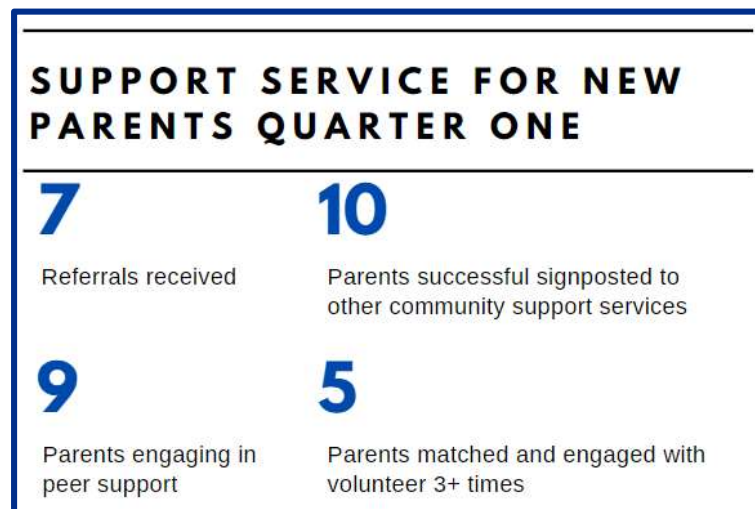 SUPPORT SERVICE FOR NEW
PARENTS QUARTER ONE
7
Referrals received
10
Parents successful signposted to
other community support services
9
Parents engaging in
peer support
5
Parents matched and engaged with
volunteer 3+ times